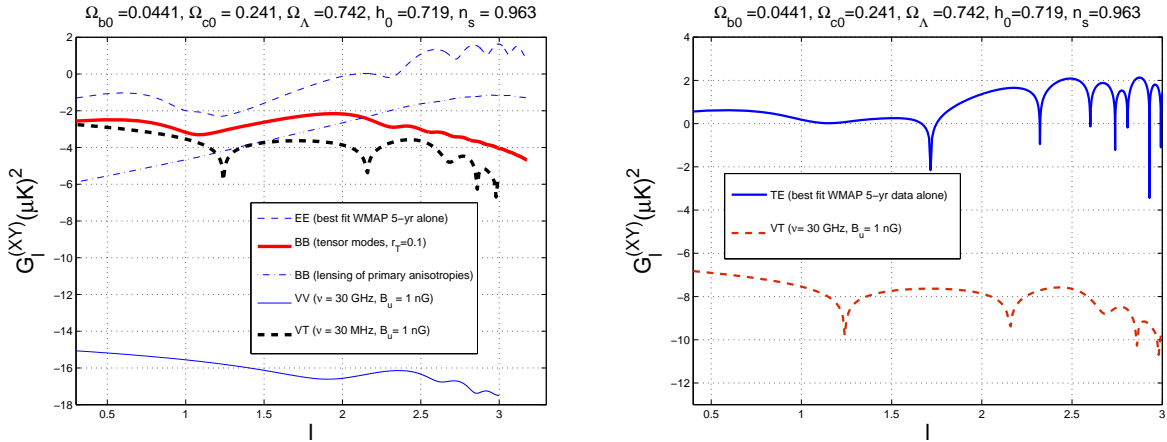 Ω_b0 =0.0441, Ω_c0 = 0.241, Ω_Λ =0.742, h_0 =0.719, n_s = 0.963
G_l^(XY) (μK)^2
2
0
−2
−4
−6
−8
−10
−12
−14
−16
−18
0.5
1
1.5
2
2.5
3
l
EE (best fit WMAP 5−yr alone)
BB (tensor modes, r_T=0.1)
BB (lensing of primary anisotropies)
VV (ν = 30 GHz, B_u = 1 nG)
VT (ν = 30 MHz, B_u = 1 nG)
Ω_b0 =0.0441, Ω_c0=0.241, Ω_Λ =0.742, h_0=0.719, n_s =0.963
G_l^(XY) (μK)^2
4
2
0
−2
−4
−6
−8
−10
−12
0.5
1
1.5
2
2.5
3
l
TE (best fit WMAP 5−yr data alone)
VT (ν = 30 GHz, B_u = 1 nG)